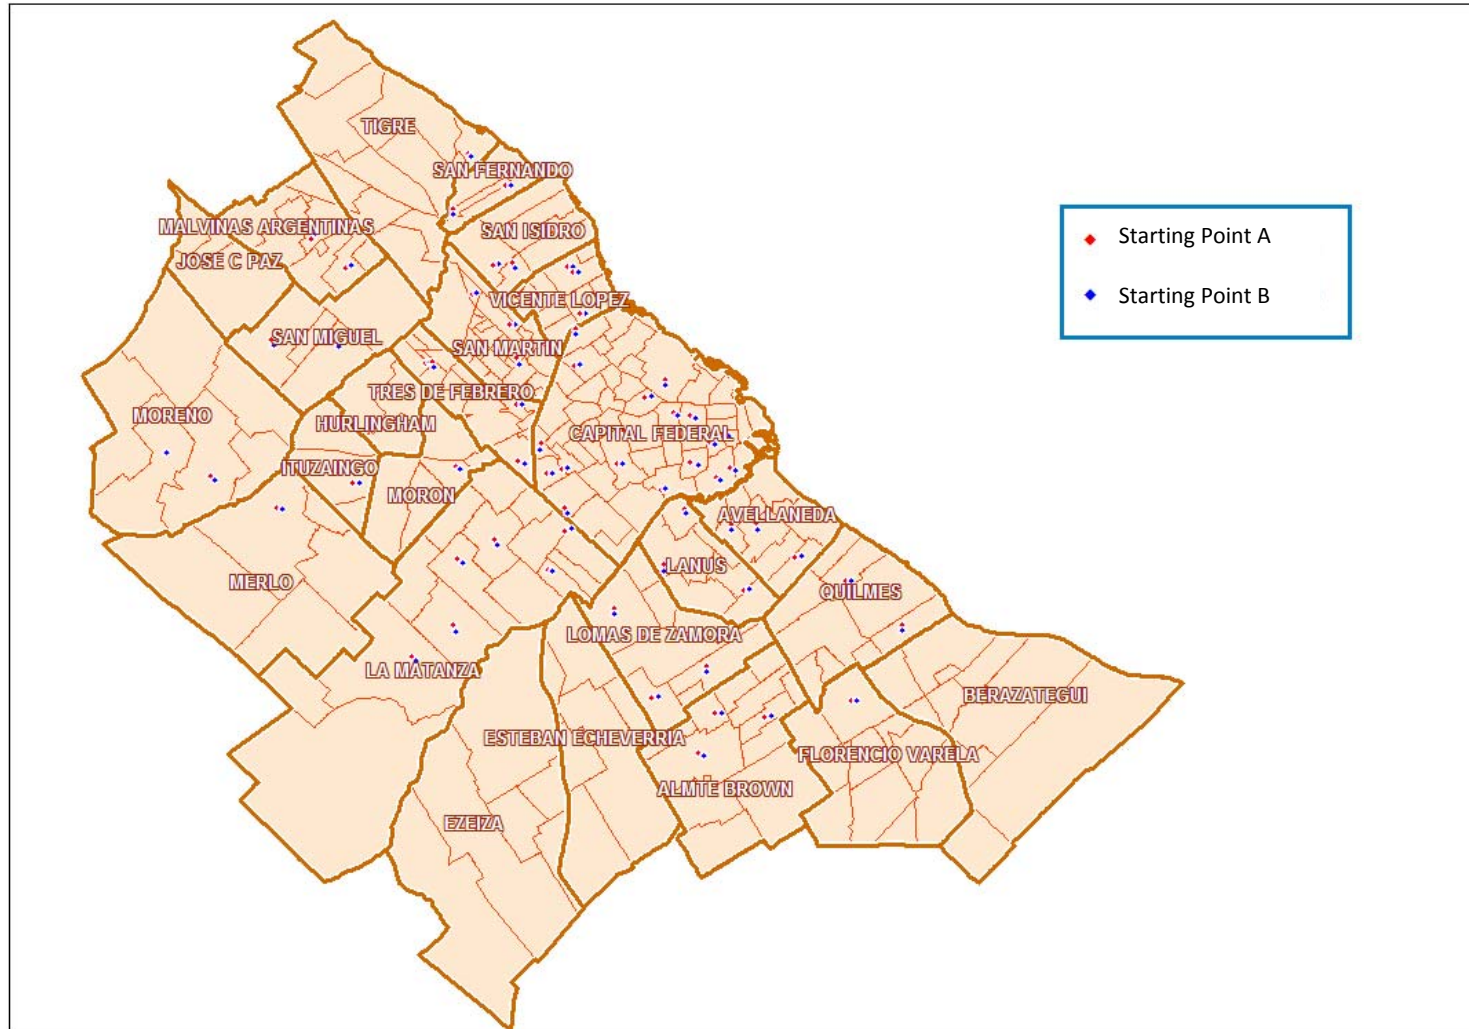 TIGRE
SAN FERNANDO
MALVINAS ARGENTINAS
SAN ISIDRO
Starting Point A
JOSE C PAZ
Starting Point B
VICENTE LOPEZ
SAN MIGUEL
SAN MARTIN
TRES DE FEBRERO
MORENO
HURLINGHAM
CAPITAL FEDERAL
ITUZAINGO
MORON
AVELLANEDA
LANUS
MERLO
QUILMES
LOMAS DE ZAMORA
LA MATANZA
BERAZATEGUI
ESTEBAN ECHEVERRIA
FLORENCIO VARELA
ALMTE BROWN
EZEIZA